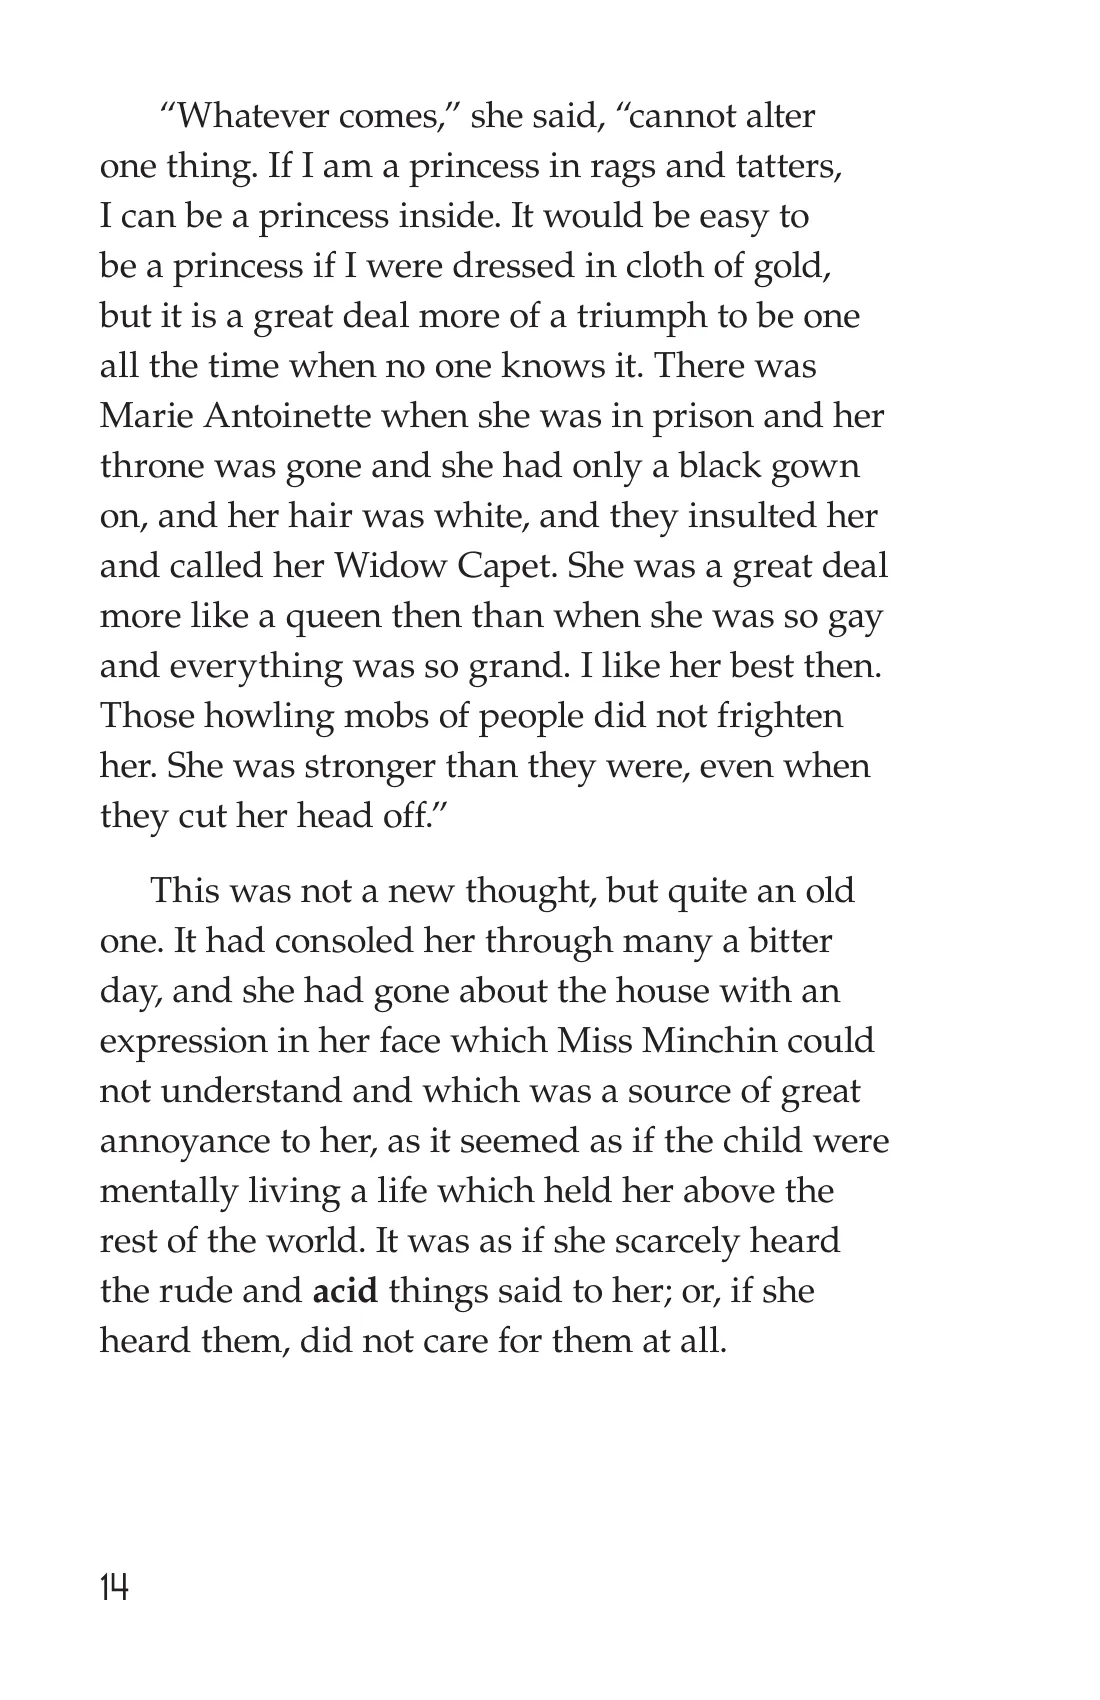 “Whatever comes,” she said, “cannot alter
one thing. If I am a princess in rags and tatters,
I can be a princess inside. It would be easy to
be a princess if I were dressed in cloth of gold,
but it is a great deal more of a triumph to be one
all the time when no one knows it. There was
Marie Antoinette when she was in prison and her
throne was gone and she had only a black gown
on, and her hair was white, and they insulted her
and called her Widow Capet. She was a great deal
more like a queen then than when she was so gay
and everything was so grand. I like her best then.
Those howling mobs of people did not frighten
her. She was stronger than they were, even when
they cut her head off.”
This was not a new thought, but quite an old
one. It had consoled her through many a bitter
day, and she had gone about the house with an
expression in her face which Miss Minchin could
not understand and which was a source of great
annoyance to her, as it seemed as if the child were
mentally living a life which held her above the
rest of the world. It was as if she scarcely heard
the rude and acid things said to her; or, if she
heard them, did not care for them at all.
14